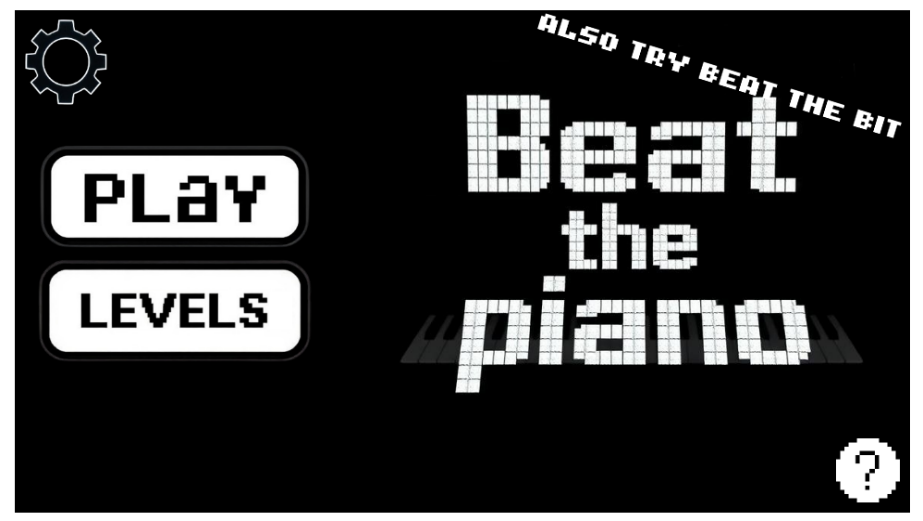 ALSO TRY BEAT THE BIT
Beat
the
piano
PLaY
LEVELS
?